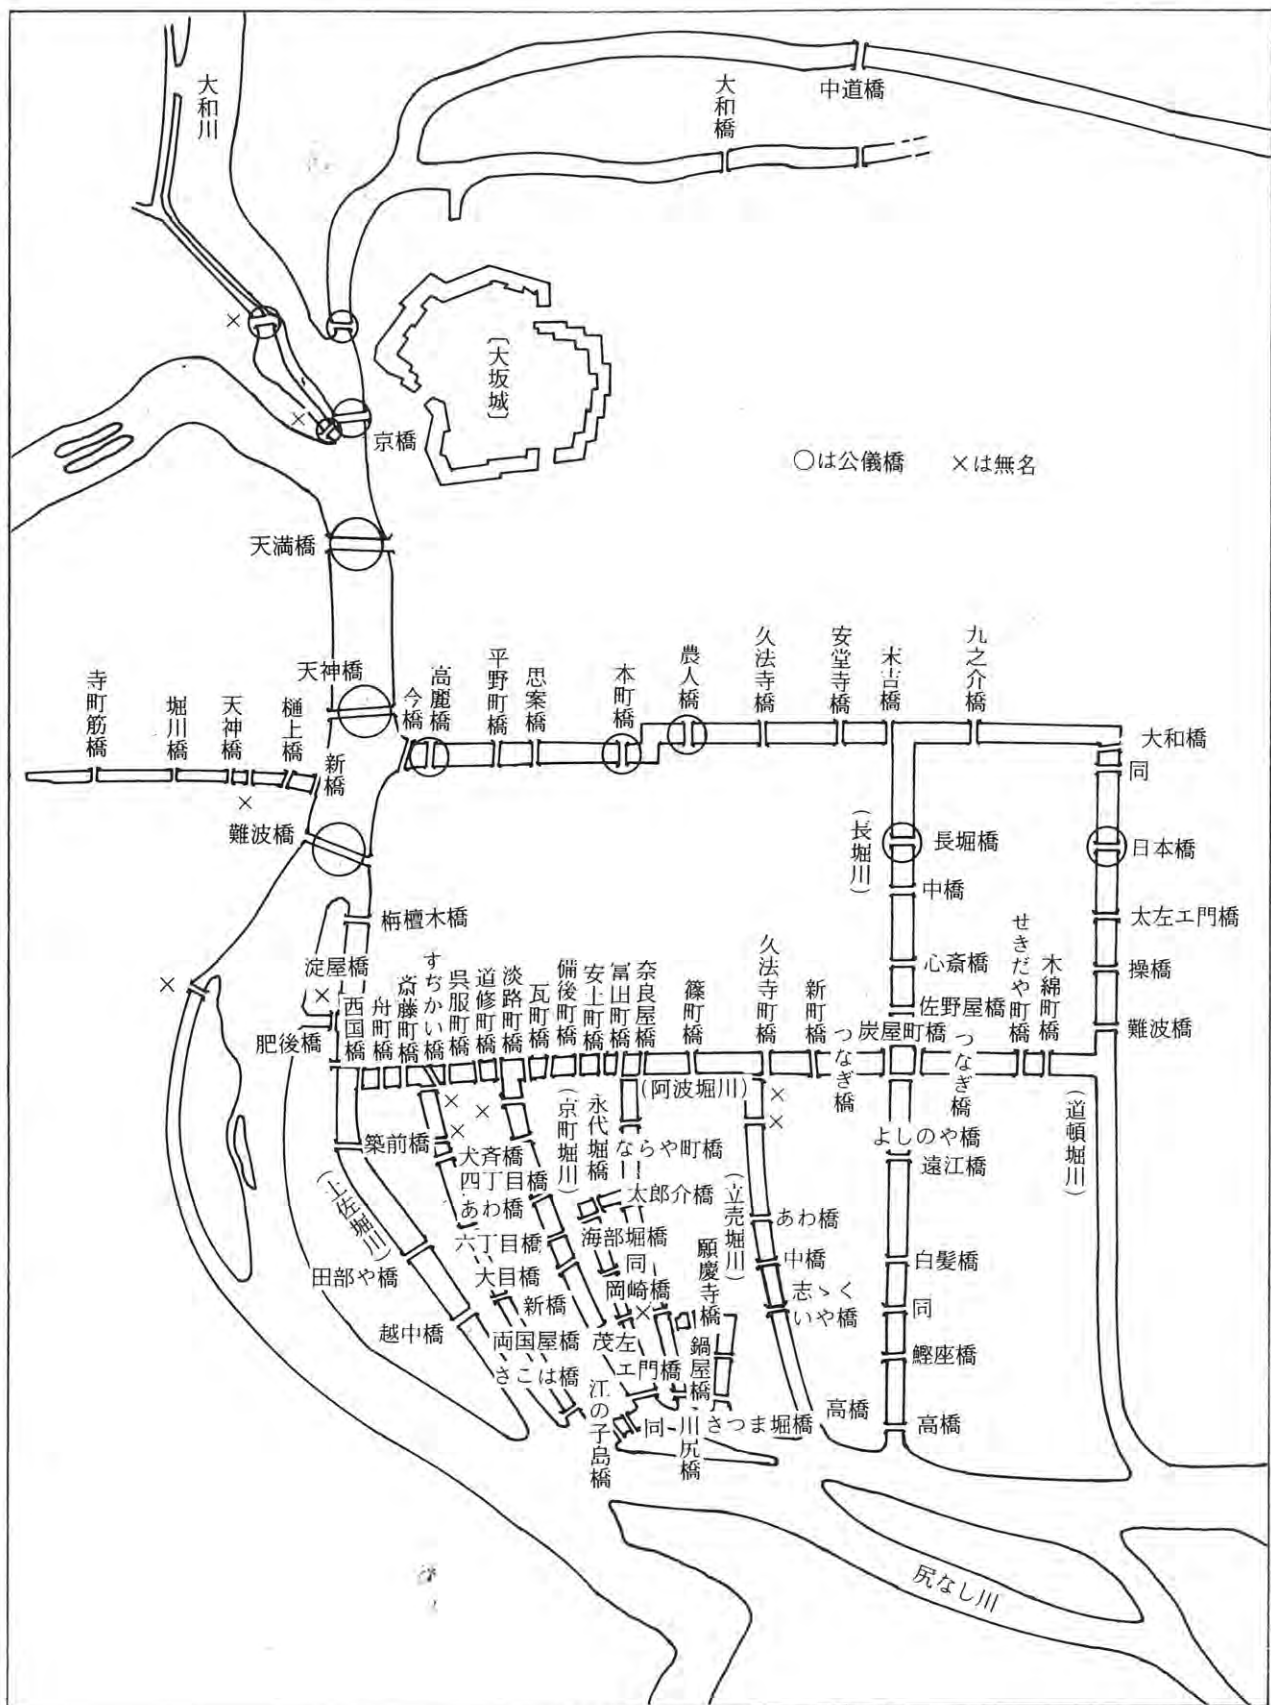 大和川
大和橋
中道橋
×
〔大坂城〕
×
京橋
○は公儀橋　×は無名
天満橋
寺町筋橋
堀川橋
天神橋
樋上橋
×
新橋
天神橋
今橋
高麗橋
平野町橋
思案橋
本町橋
農人橋
久法寺橋
安堂寺橋
末吉橋
九之介橋
大和橋
同
難波橋
(長堀川)
長堀橋
日本橋
中橋
栴檀木橋
太左エ門橋
心斎橋
操橋
佐野屋橋
難波橋
×
淀屋橋
×
肥後橋
西国橋
舟町橋
斎藤町橋
すぢかい橋
呉服町橋
道修町橋
淡路町橋
瓦町橋
備後町橋
安土町橋
冨田町橋
奈良屋橋
篠町橋
久法寺町橋
新町橋
つなぎ橋
炭屋町橋
つなぎ橋
せきだや町橋
木綿町橋
(道頓堀川)
(阿波堀川)
×
×
×
×
×
築前橋
(土佐堀川)
田部や橋
越中橋
犬斉橋
四丁目橋
あわ橋
六丁目橋
大目橋
新橋
両国屋橋
さこは橋
(京町堀川)
永代堀橋
ならや町橋
太郎介橋
海部堀橋
同
岡崎橋
×
茂左
エ門橋
江の子島橋
同
川尻橋
願慶寺橋
鍋屋橋
さつま堀橋
(立売堀川)
あわ橋
中橋
志ゝく
いや橋
高橋
よしのや橋
遠江橋
白髪橋
同
鰹座橋
高橋
尻なし川